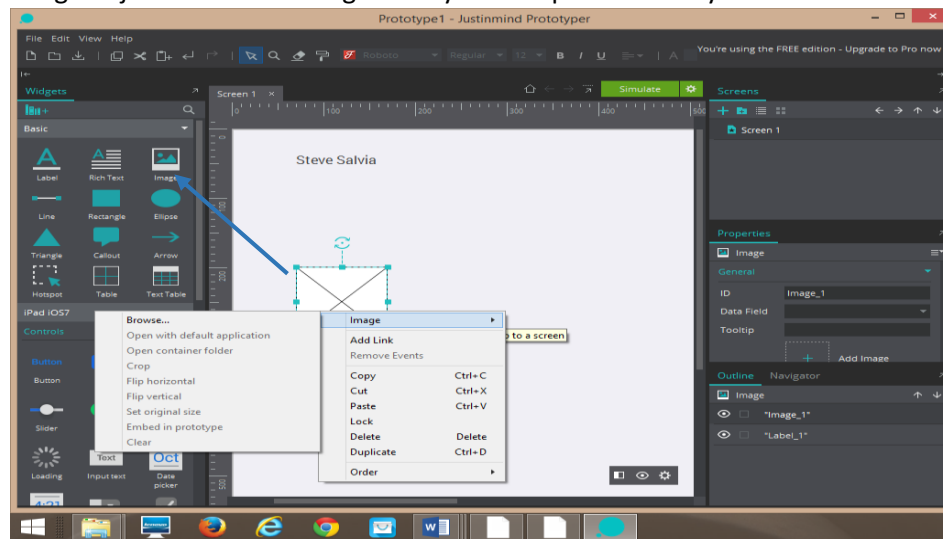 Prototype1 - Justinmind Prototyper
File Edit View Help
Roboto Regular 12 B I U A
You're using the FREE edition - Upgrade to Pro now
Widgets
Screen 1 ×
Simulate
Screens
0 100 200 300 400 500
Basic
Screen 1
Label Rich Text Image
Steve Salvia
Line Rectangle Ellipse
Triangle Callout Arrow
Hotspot Table Text Table
Properties
Image
General
ID Image_1
Data Field
Tooltip
Add Image
iPad iOS7
Controls
Button
Button
Slider
Loading
Text
Input text
Oct
Date picker
4:21
Browse...
Open with default application
Open container folder
Crop
Flip horizontal
Flip vertical
Set original size
Embed in prototype
Clear
Image
to a screen
Add Link
Remove Events
Copy Ctrl+C
Cut Ctrl+X
Paste Ctrl+V
Lock
Delete Delete
Duplicate Ctrl+D
Order
Outline Navigator
Image
"Image_1"
"Label_1"